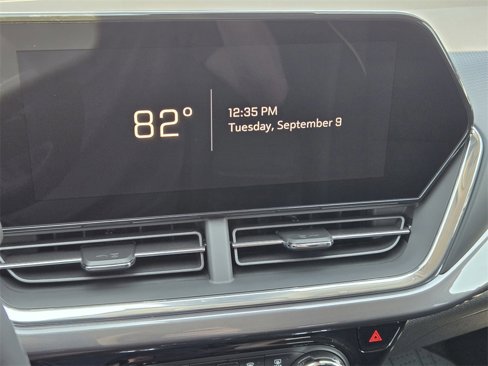 82°
12:35 PM
Tuesday, September 9